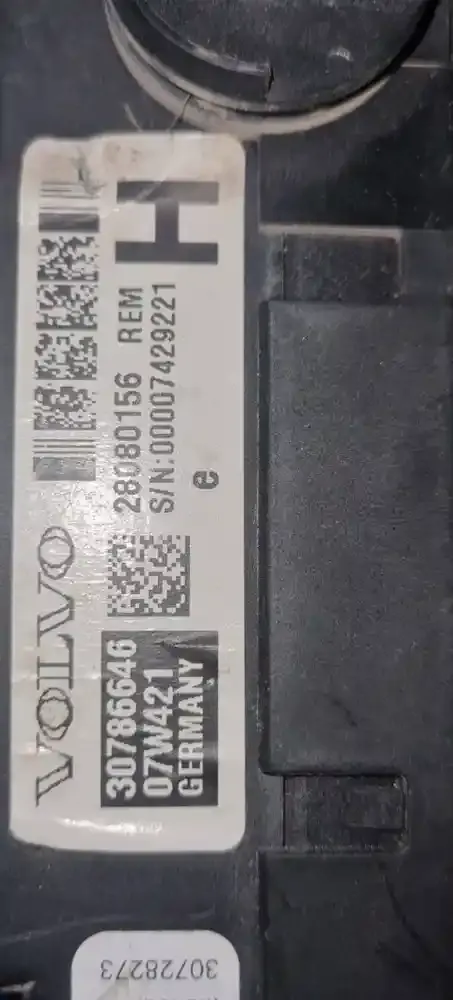 VOLVO
30786646
07W421
GERMANY
28080156 REM
S/N:00007429221
e
H
30728273